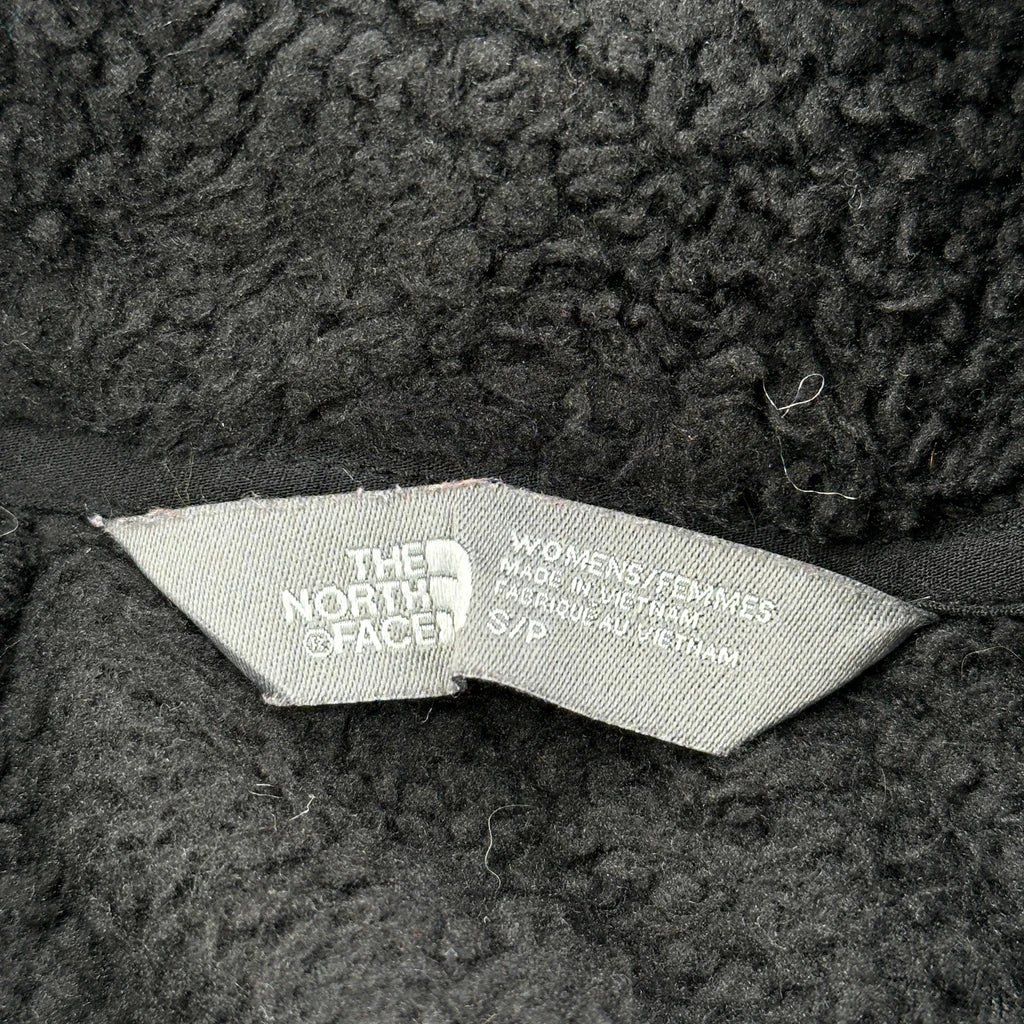 THE
NORTH
FACE
WOMENS/FEMMES
MADE IN VIETNAM
FABRIQUÉ AU VIETNAM
S/P